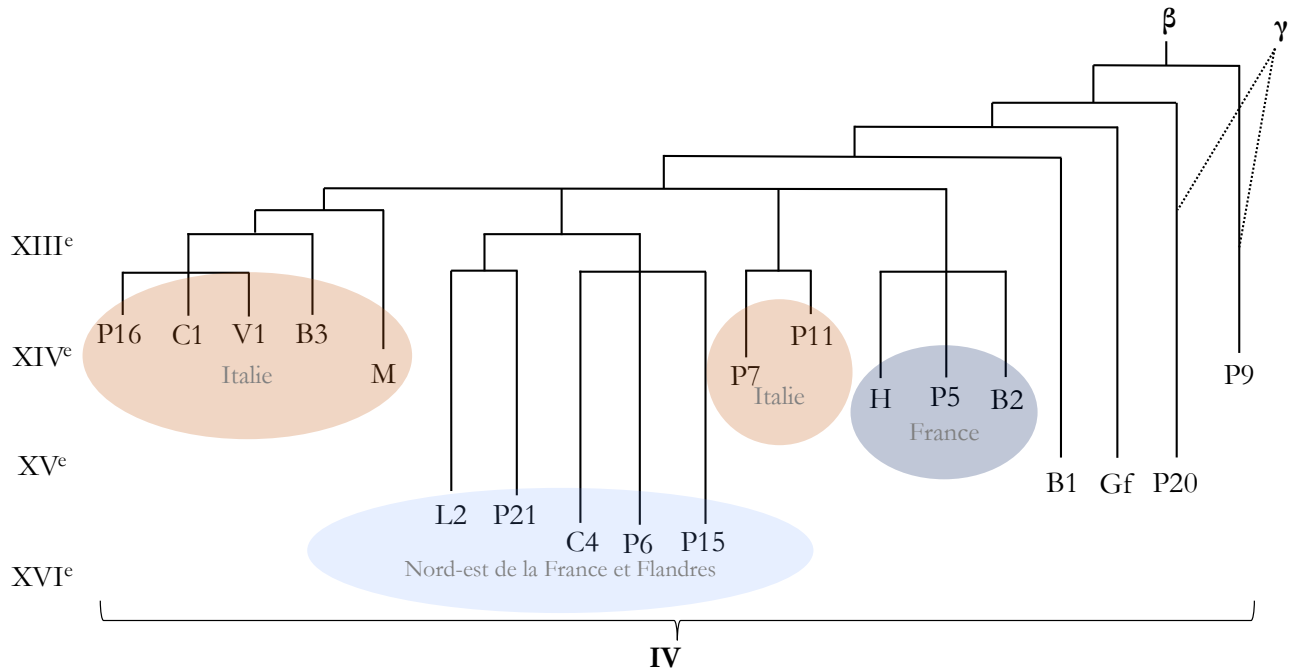 β
γ
XIIIᵉ
P16 C1 V1 B3 P11
XIVᵉ
Italie M P7 P9
Italie H P5 B2
France
XVᵉ
B1 Gf P20
L2 P21
C4 P6 P15
Nord-est de la France et Flandres
XVIᵉ
IV